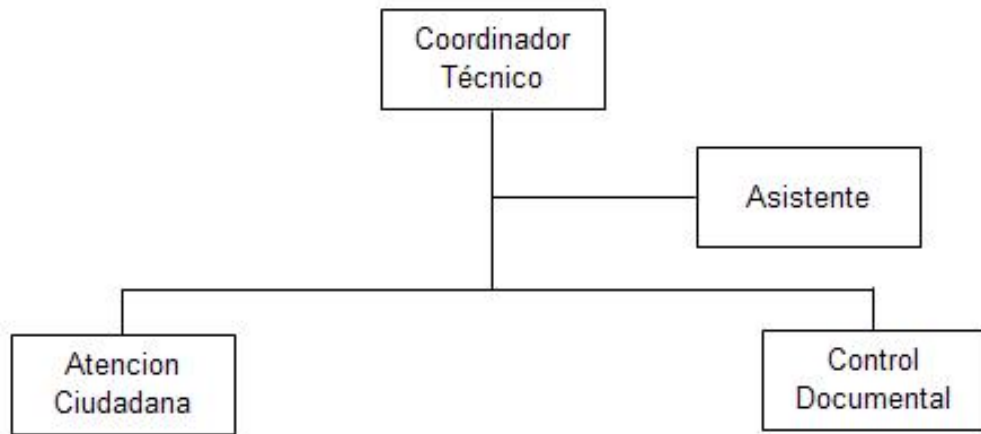 Coordinador
Técnico
Asistente
Atencion
Ciudadana
Control
Documental